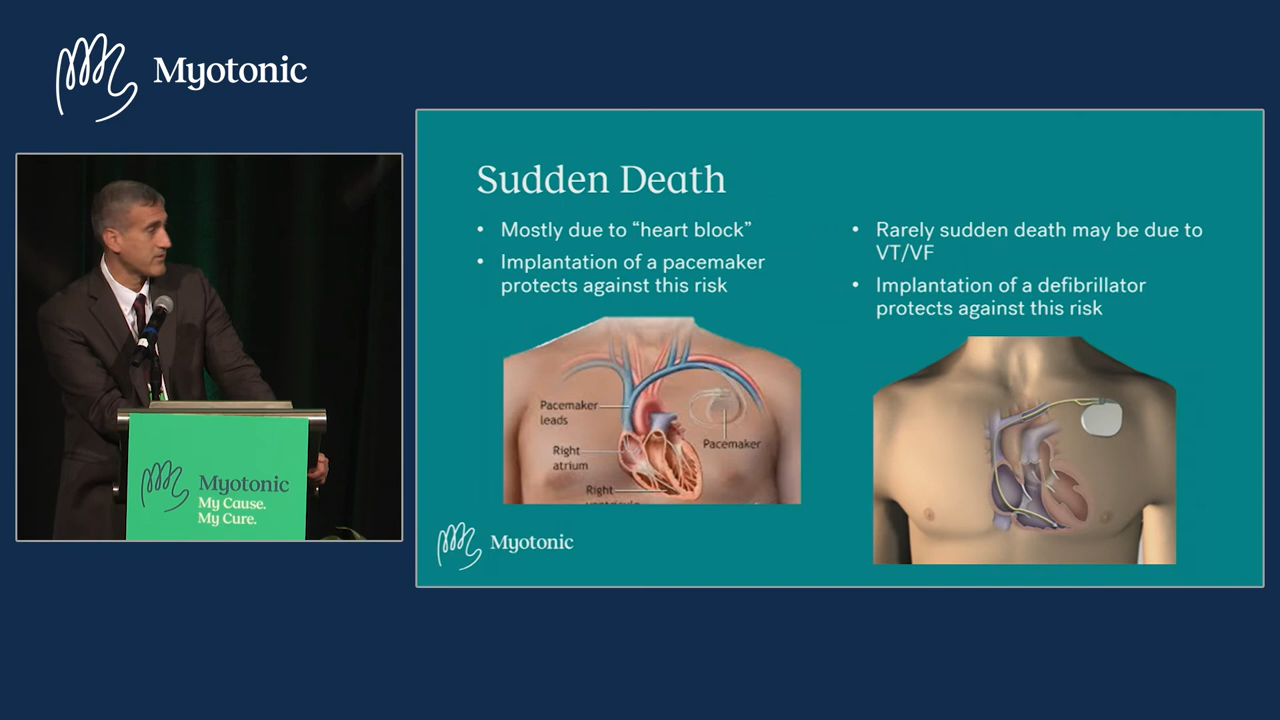 Myotonic
Myotonic
My Cause.
My Cure.
Sudden Death
• Mostly due to “heart block”
• Implantation of a pacemaker
protects against this risk
Pacemaker
leads
Pacemaker
Right
atrium
Right
• Rarely sudden death may be due to
VT/VF
• Implantation of a defibrillator
protects against this risk
Myotonic